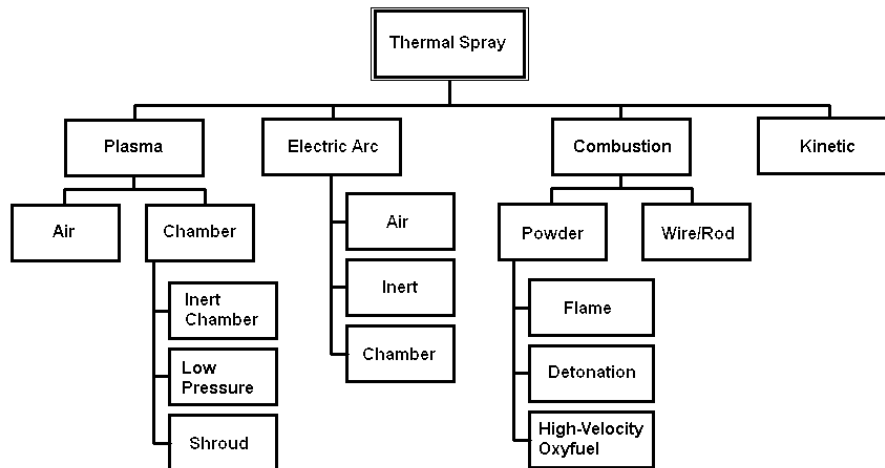 Thermal Spray
Plasma
Electric Arc
Combustion
Kinetic
Air
Chamber
Inert
Chamber
Low
Pressure
Shroud
Air
Inert
Chamber
Powder
Wire/Rod
Flame
Detonation
High-Velocity
Oxyfuel